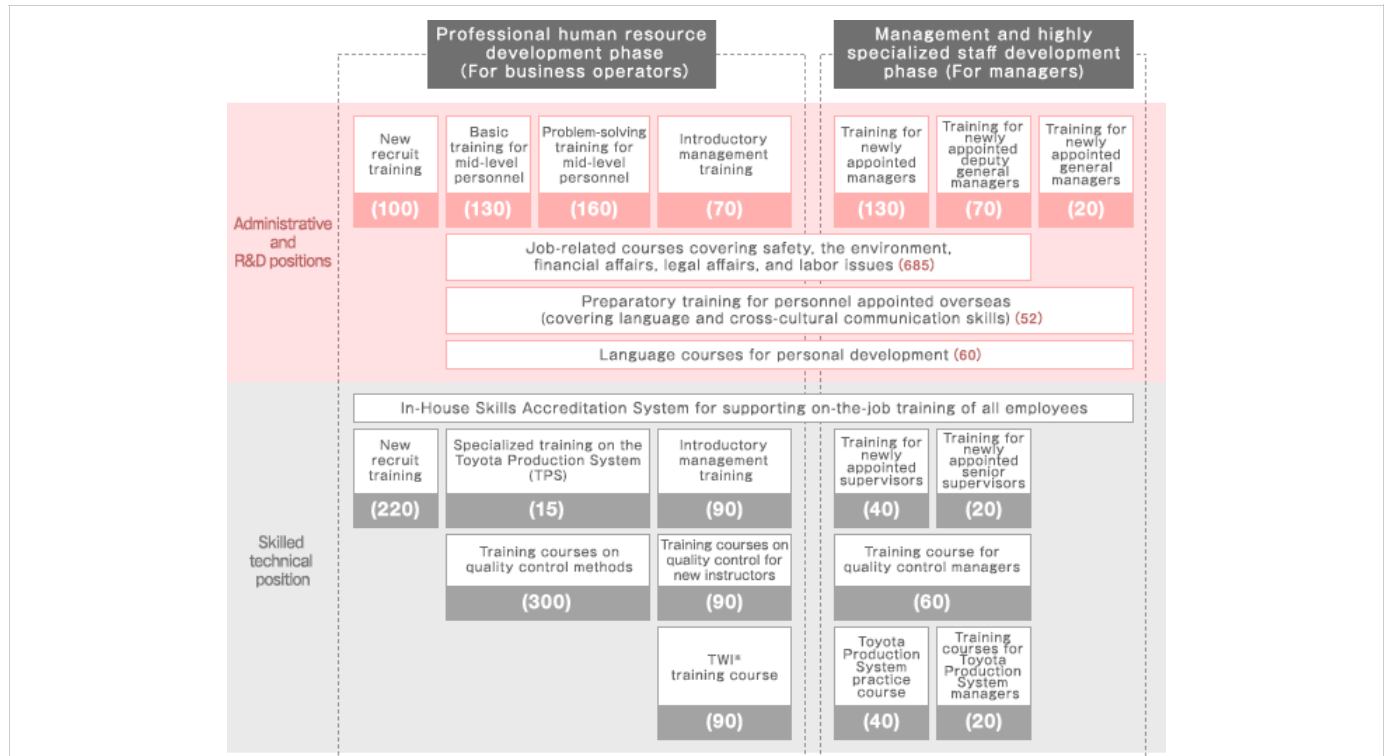 Professional human resource
development phase
(For business operators)
Management and highly
specialized staff development
phase (For managers)
Administrative
and
R&D positions
New
recruit
training
(100)
Basic
training for
mid-level
personnel
(130)
Problem-solving
training for
mid-level
personnel
(160)
Introductory
management
training
(70)
Training for
newly
appointed
managers
(130)
Training for
newly
appointed
deputy
general
managers
(70)
Training for
newly
appointed
general
managers
(20)
Job-related courses covering safety, the environment,
financial affairs, legal affairs, and labor issues (685)
Preparatory training for personnel appointed overseas
(covering language and cross-cultural communication skills) (52)
Language courses for personal development (60)
Skilled
technical
position
In-House Skills Accreditation System for supporting on-the-job training of all employees
New
recruit
training
(220)
Specialized training on the
Toyota Production System
(TPS)
(15)
Introductory
management
training
(90)
Training for
newly
appointed
supervisors
(40)
Training for
newly
appointed
senior
supervisors
(20)
Training courses on
quality control methods
(300)
Training courses on
quality control for
new instructors
(90)
Training course for
quality control managers
(60)
TWI*
training course
(90)
Toyota
Production
System
practice
course
(40)
Training
courses for
Toyota
Production
System
managers
(20)